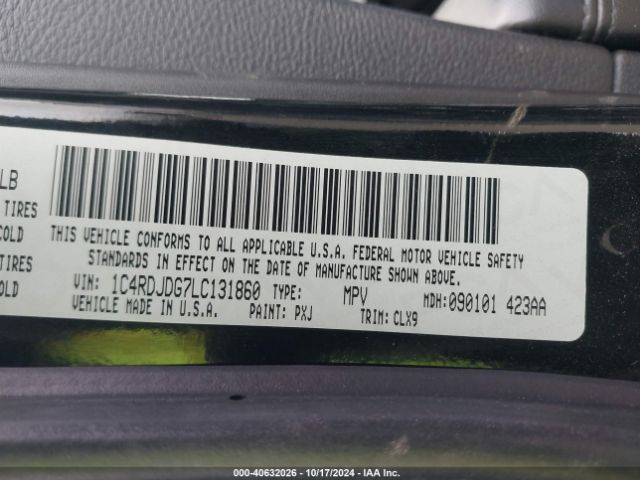 LB
TIRES
COLD
TIRES
COLD
THIS VEHICLE CONFORMS TO ALL APPLICABLE U.S.A. FEDERAL MOTOR VEHICLE SAFETY
STANDARDS IN EFFECT ON THE DATE OF MANUFACTURE SHOWN ABOVE.
VIN: 1C4RDJDG7LC131860 TYPE: MPV MDH: 090101 423AA
VEHICLE MADE IN U.S.A. PAINT: PXJ TRIM: CLX9
000-40632026 - 10/17/2024 - IAA Inc.